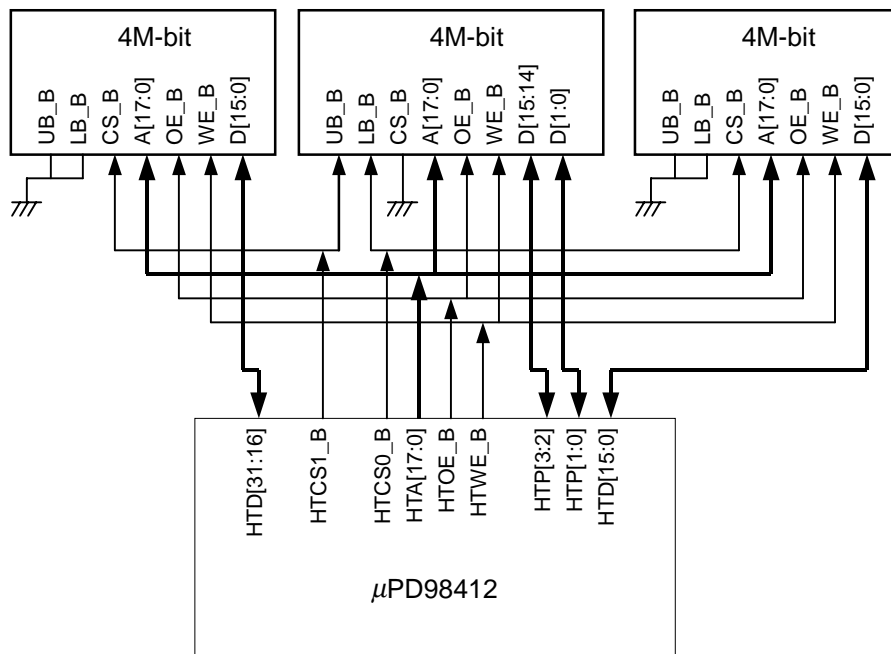 4M-bit
UB_B
LB_B
CS_B
A[17:0]
OE_B
WE_B
D[15:0]
4M-bit
UB_B
LB_B
CS_B
A[17:0]
OE_B
WE_B
D[15:14]
D[1:0]
4M-bit
UB_B
LB_B
CS_B
A[17:0]
OE_B
WE_B
D[15:0]
HTD[31:16]
HTCS1_B
HTCS0_B
HTA[17:0]
HTOE_B
HTWE_B
HTP[3:2]
HTP[1:0]
HTD[15:0]
μPD98412